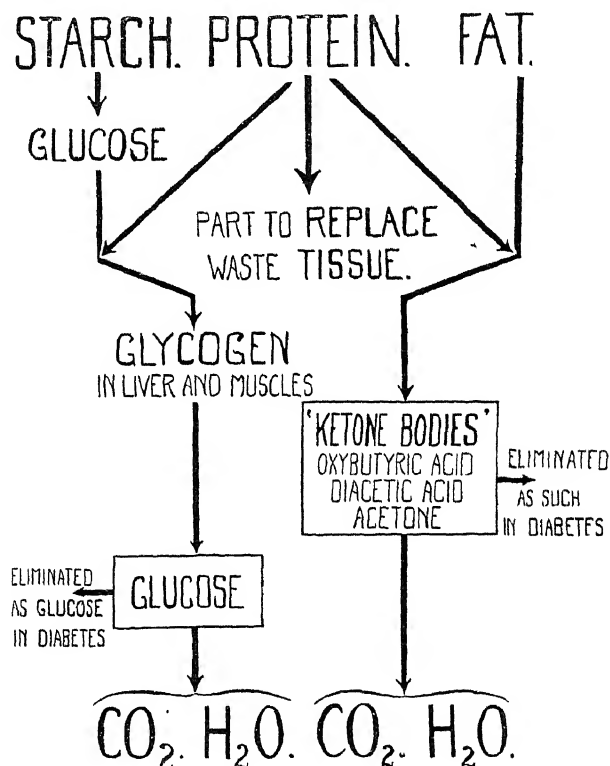 STARCH. PROTEIN. FAT.
GLUCOSE
PART TO REPLACE
WASTE TISSUE.
GLYCOGEN
IN LIVER AND MUSCLES
'KETONE BODIES'
OXYBUTYRIC ACID
DIACETIC ACID
ACETONE
ELIMINATED
AS SUCH
IN DIABETES
ELIMINATED
AS GLUCOSE
IN DIABETES
GLUCOSE
CO₂. H₂O. CO₂. H₂O.